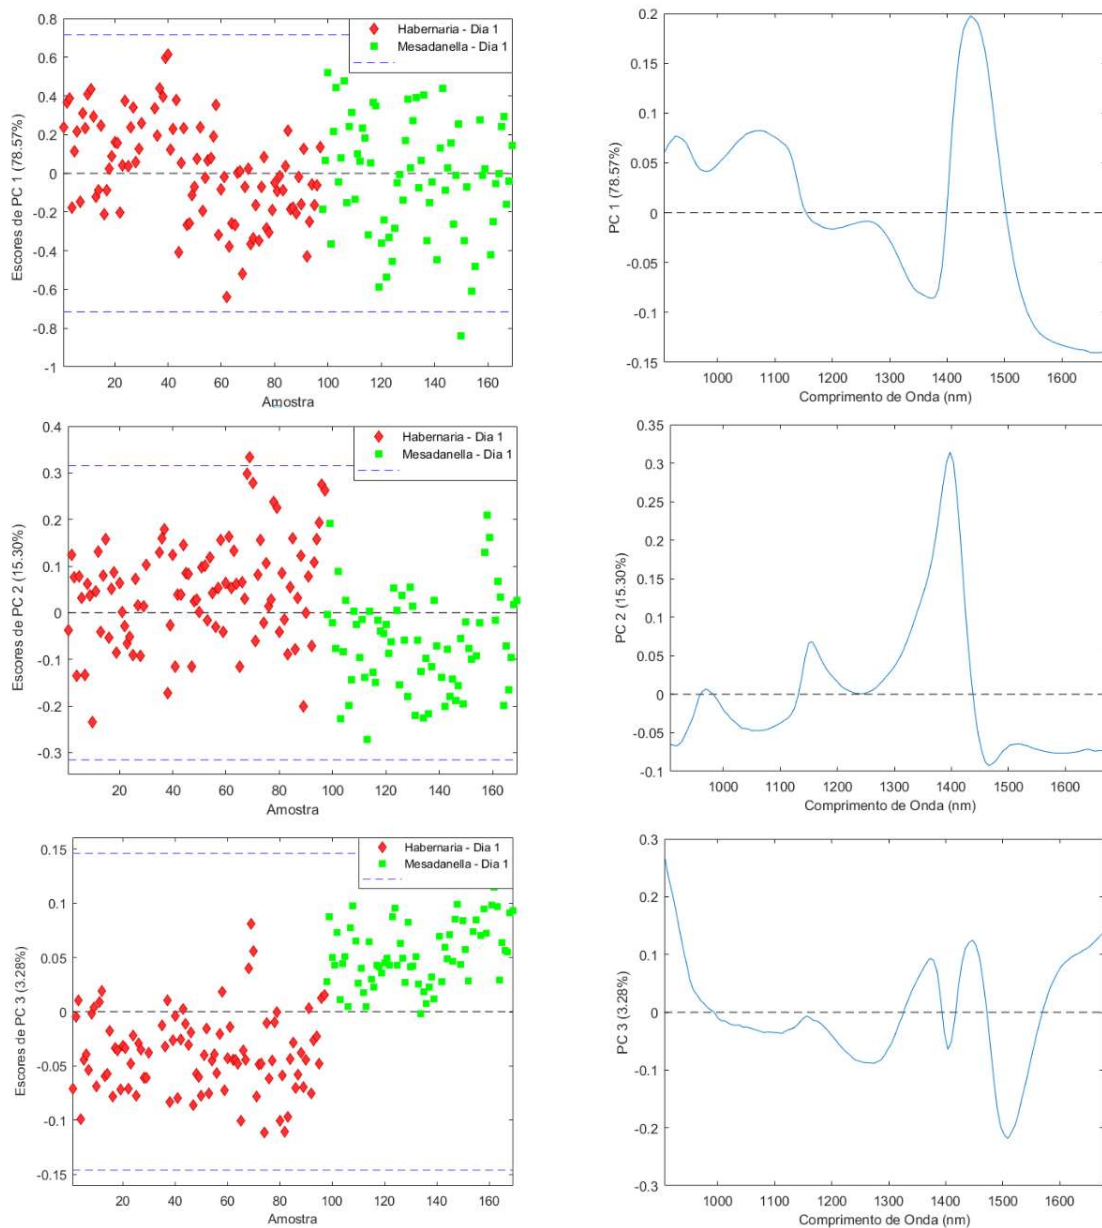 Escores de PC 1 (78.57%)
0.8
0.6
0.4
0.2
0
-0.2
-0.4
-0.6
-0.8
-1
Habernaria - Dia 1
Mesadanella - Dia 1
20 40 60 80 100 120 140 160
Amostra
PC 1 (78.57%)
0.2
0.15
0.1
0.05
0
-0.05
-0.1
-0.15
1000 1100 1200 1300 1400 1500 1600
Comprimento de Onda (nm)
Escores de PC 2 (15.30%)
0.4
0.3
0.2
0.1
0
-0.1
-0.2
-0.3
Habernaria - Dia 1
Mesadanella - Dia 1
20 40 60 80 100 120 140 160
Amostra
PC 2 (15.30%)
0.35
0.3
0.25
0.2
0.15
0.1
0.05
0
-0.05
-0.1
1000 1100 1200 1300 1400 1500 1600
Comprimento de Onda (nm)
Escores de PC 3 (3.28%)
0.15
0.1
0.05
0
-0.05
-0.1
-0.15
Habernaria - Dia 1
Mesadanella - Dia 1
20 40 60 80 100 120 140 160
Amostra
PC 3 (3.28%)
0.3
0.2
0.1
0
-0.1
-0.2
-0.3
1000 1100 1200 1300 1400 1500 1600
Comprimento de Onda (nm)